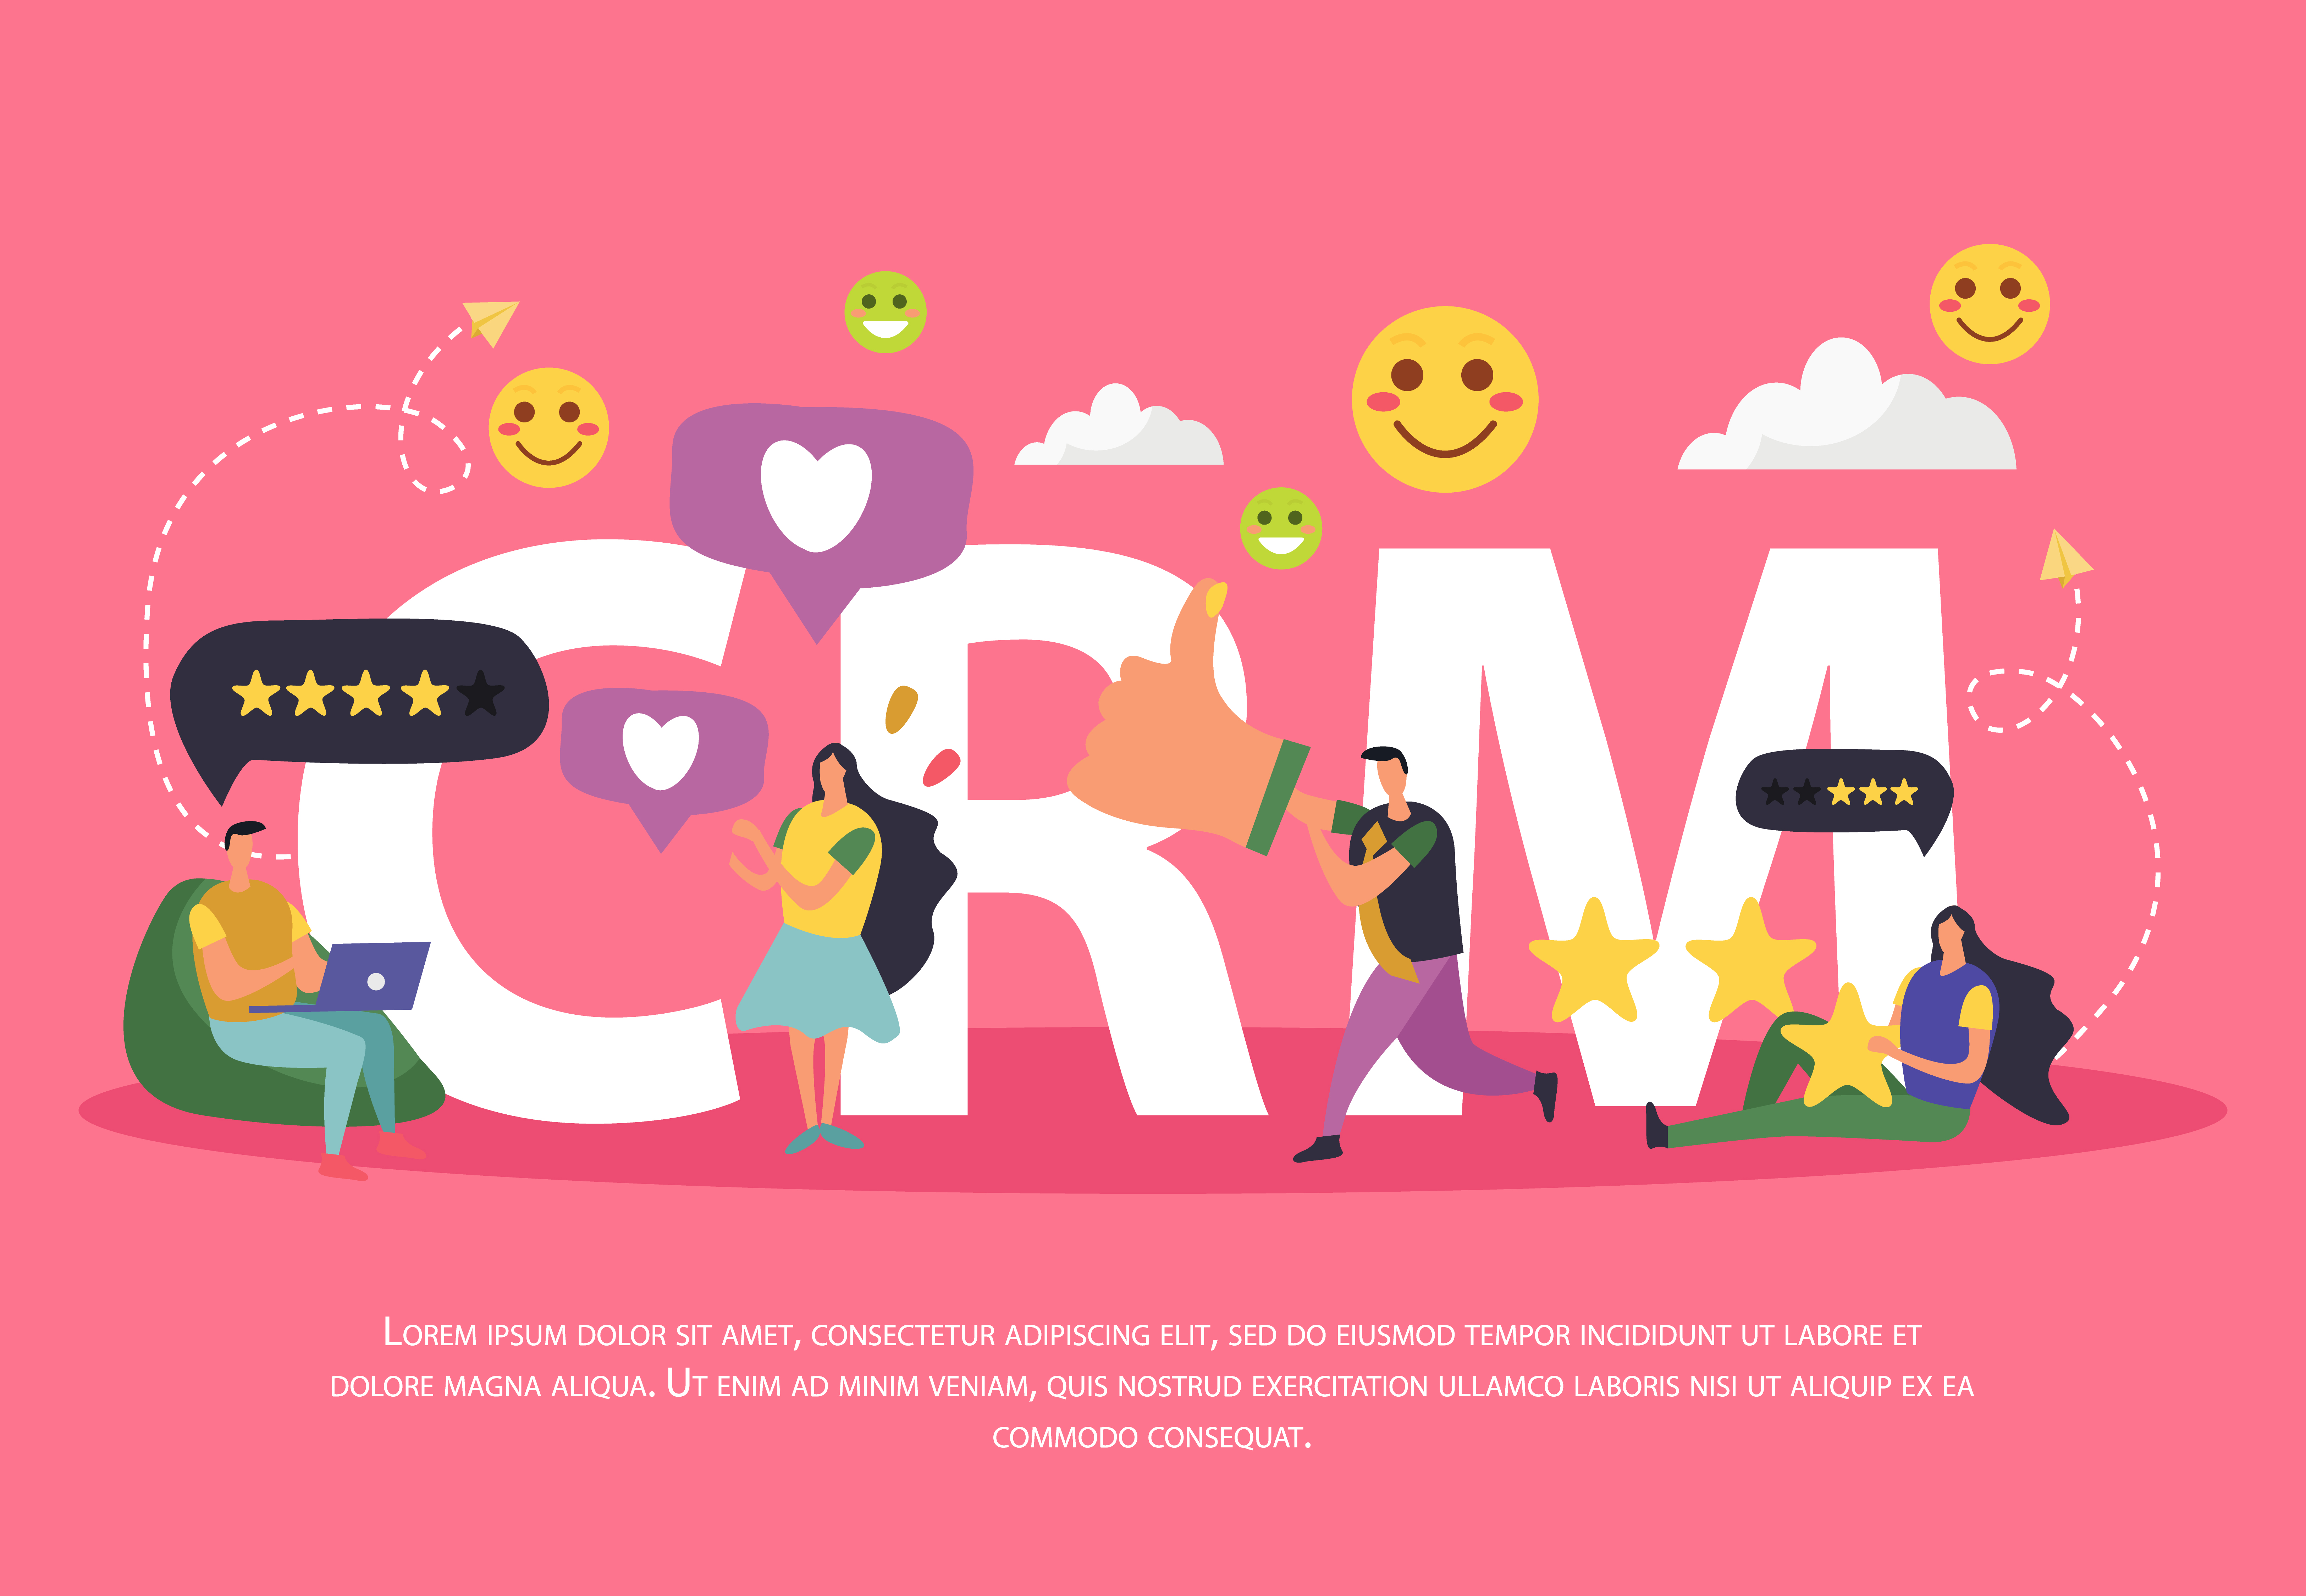 CRM
Lorem ipsum dolor sit amet, consectetur adipiscing elit, sed do eiusmod tempor incididunt ut labore et
dolore magna aliqua. Ut enim ad minim veniam, quis nostrud exercitation ullamco laboris nisi ut aliquip ex ea
commodo consequat.